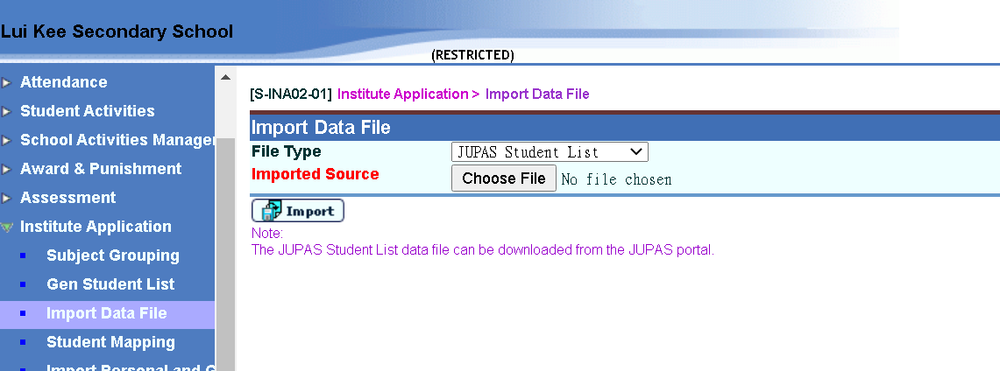 Lui Kee Secondary School
(RESTRICTED)
Attendance
Student Activities
School Activities Manager
Award & Punishment
Assessment
Institute Application
Subject Grouping
Gen Student List
Import Data File
Student Mapping
Import Personal and
[S-INA02-01] Institute Application > Import Data File
Import Data File
File Type JUPAS Student List
Imported Source Choose File No file chosen
Import
Note:
The JUPAS Student List data file can be downloaded from the JUPAS portal.